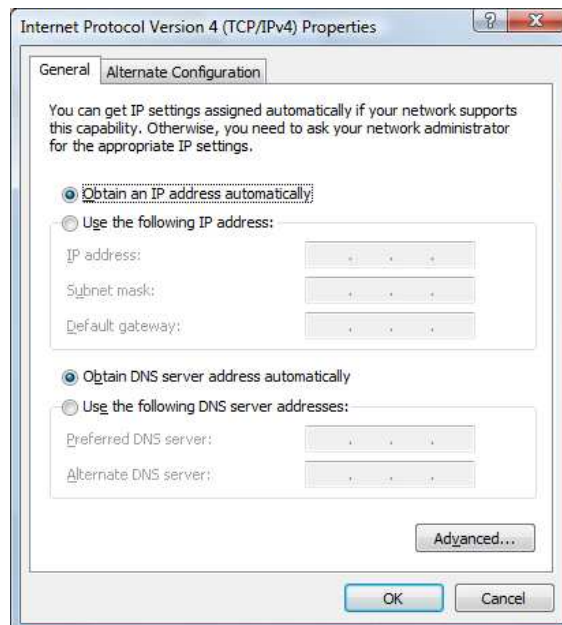 Internet Protocol Version 4 (TCP/IPv4) Properties
General
Alternate Configuration
You can get IP settings assigned automatically if your network supports
this capability. Otherwise, you need to ask your network administrator
for the appropriate IP settings.
Obtain an IP address automatically
Use the following IP address:
IP address:
Subnet mask:
Default gateway:
Obtain DNS server address automatically
Use the following DNS server addresses:
Preferred DNS server:
Alternate DNS server:
Advanced...
OK
Cancel